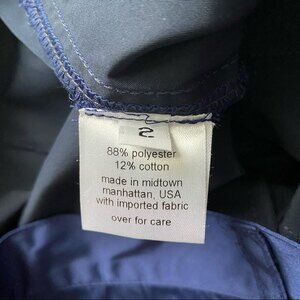 2
88% polyester
12% cotton
made in midtown
manhattan, USA
with imported fabric
over for care